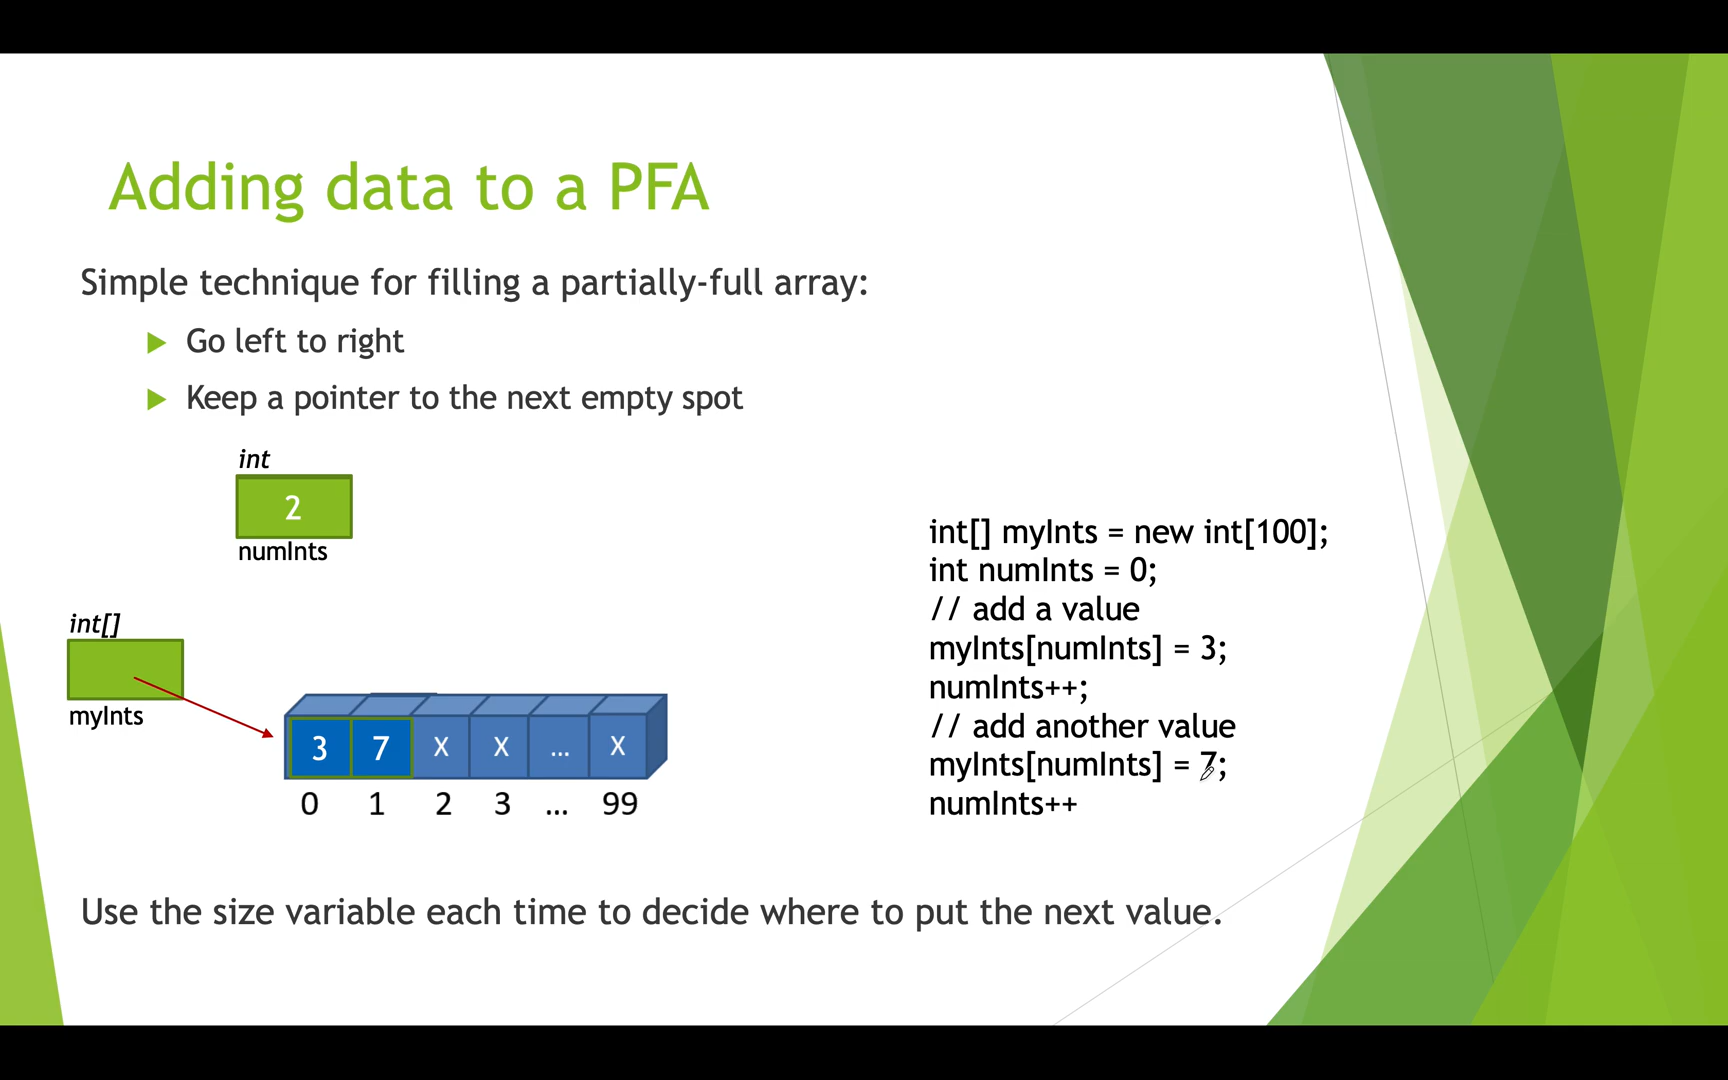 Adding data to a PFA
Simple technique for filling a partially-full array:
Go left to right
Keep a pointer to the next empty spot
int
2
numInts
int[]
myInts
3 7 X X ... X
0 1 2 3 ... 99
int[] myInts = new int[100];
int numInts = 0;
// add a value
myInts[numInts] = 3;
numInts++;
// add another value
myInts[numInts] = 7;
numInts++
Use the size variable each time to decide where to put the next value.